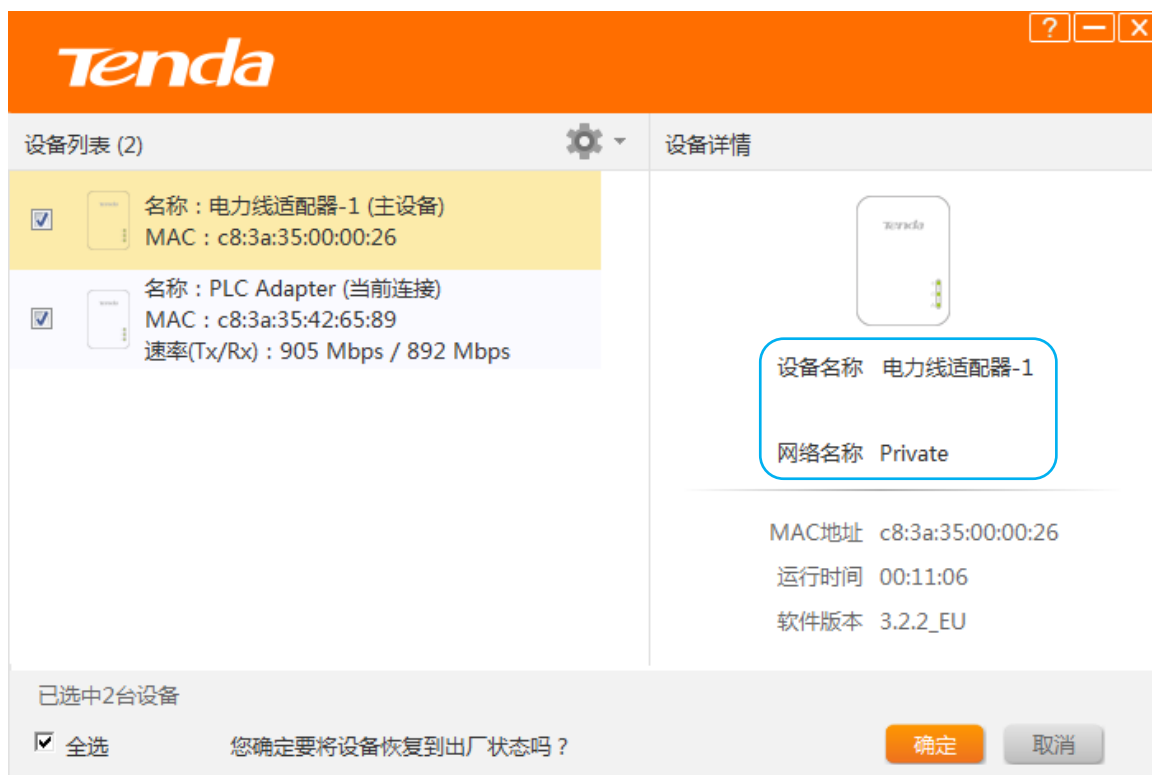 Tenda
设备列表 (2)
名称：电力线适配器-1 (主设备)
MAC：c8:3a:35:00:00:26
名称：PLC Adapter (当前连接)
MAC：c8:3a:35:42:65:89
速率(Tx/Rx)：905 Mbps / 892 Mbps
设备详情
Tenda
设备名称 电力线适配器-1
网络名称 Private
MAC地址 c8:3a:35:00:00:26
运行时间 00:11:06
软件版本 3.2.2_EU
已选中2台设备
全选 您确定要将设备恢复到出厂状态吗？ 确定 取消